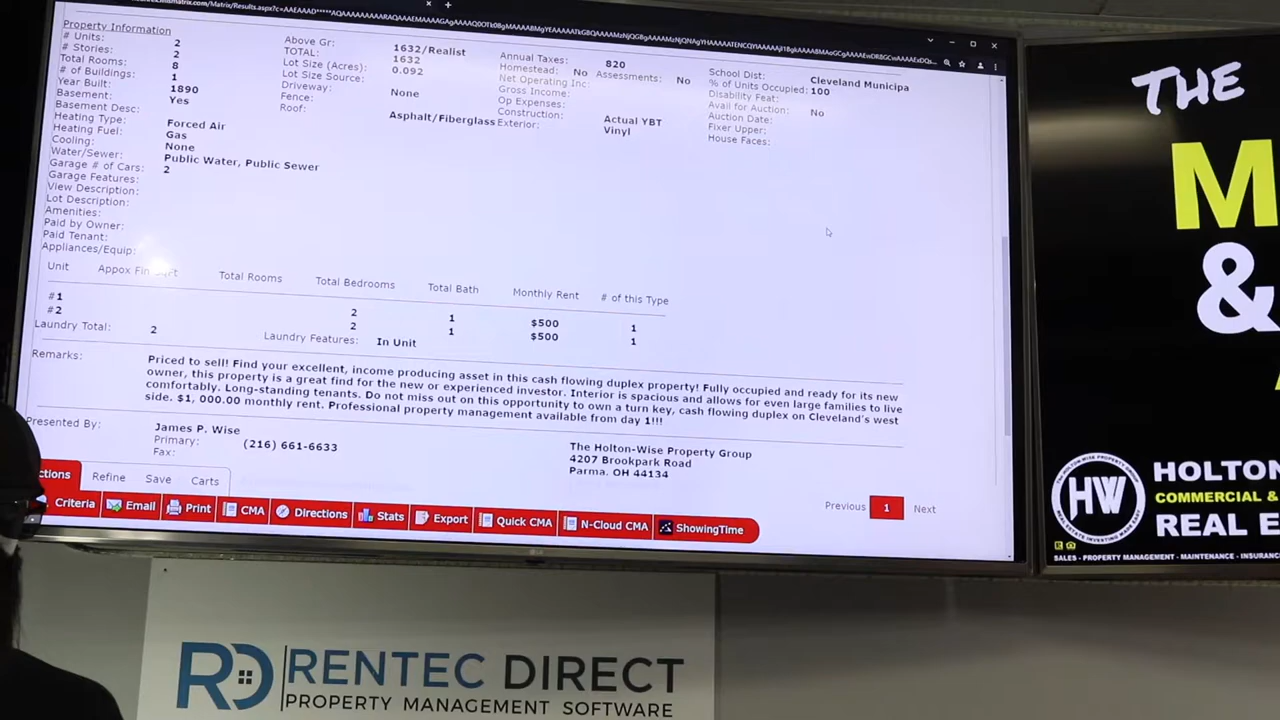 Property Information
# Units: 2
# Stories: 2
Total Rooms: 8
# of Buildings: 1
Year Built: 1890
Basement: Yes
Basement Desc:
Heating Type: Forced Air
Heating Fuel: Gas
Cooling: None
Water/Sewer: Public Water, Public Sewer
Garage # of Cars: 2
Garage Features:
View Description:
Lot Description:
Amenities:
Paid by Owner:
Paid Tenant:
Appliances/Equip:
Above Gr: 1632/Realist
TOTAL: 1632
Lot Size (Acres): 0.092
Lot Size Source:
Driveway: None
Fence:
Roof: Asphalt/Fiberglass
Annual Taxes: 820
Homestead: No Assessments: No
Net Operating Inc:
Gross Income:
Op Expenses:
Construction: Actual YBT
Exterior: Vinyl
School Dist: Cleveland Municipa
% of Units Occupied: 100
Disability Feat:
Avail for Auction: No
Auction Date:
Fixer Upper:
House Faces:
Unit Appox Fin SqFt Total Rooms Total Bedrooms Total Bath Monthly Rent # of this Type
#1 2 1 $500 1
#2 2 1 $500 1
Laundry Total: 2 Laundry Features: In Unit
Remarks: Priced to sell! Find your excellent, income producing asset in this cash flowing duplex property! Fully occupied and ready for its new
owner, this property is a great find for the new or experienced investor. Interior is spacious and allows for even large families to live
comfortably. Long-standing tenants. Do not miss out on this opportunity to own a turn key, cash flowing duplex on Cleveland's west
side. $1, 000.00 monthly rent. Professional property management available from day 1!!!
Presented By: James P. Wise
Primary: (216) 661-6633
Fax:
The Holton-Wise Property Group
4207 Brookpark Road
Parma, OH 44134
Refine Save Carts
Criteria Email Print CMA Directions Stats Export Quick CMA N-Cloud CMA ShowingTime
Previous 1 Next
THE
M
&
HW
HOLTON
COMMERCIAL &
REAL E
SALES - PROPERTY MANAGEMENT - MAINTENANCE - INSURANC
RD RENTEC DIRECT
PROPERTY MANAGEMENT SOFTWARE